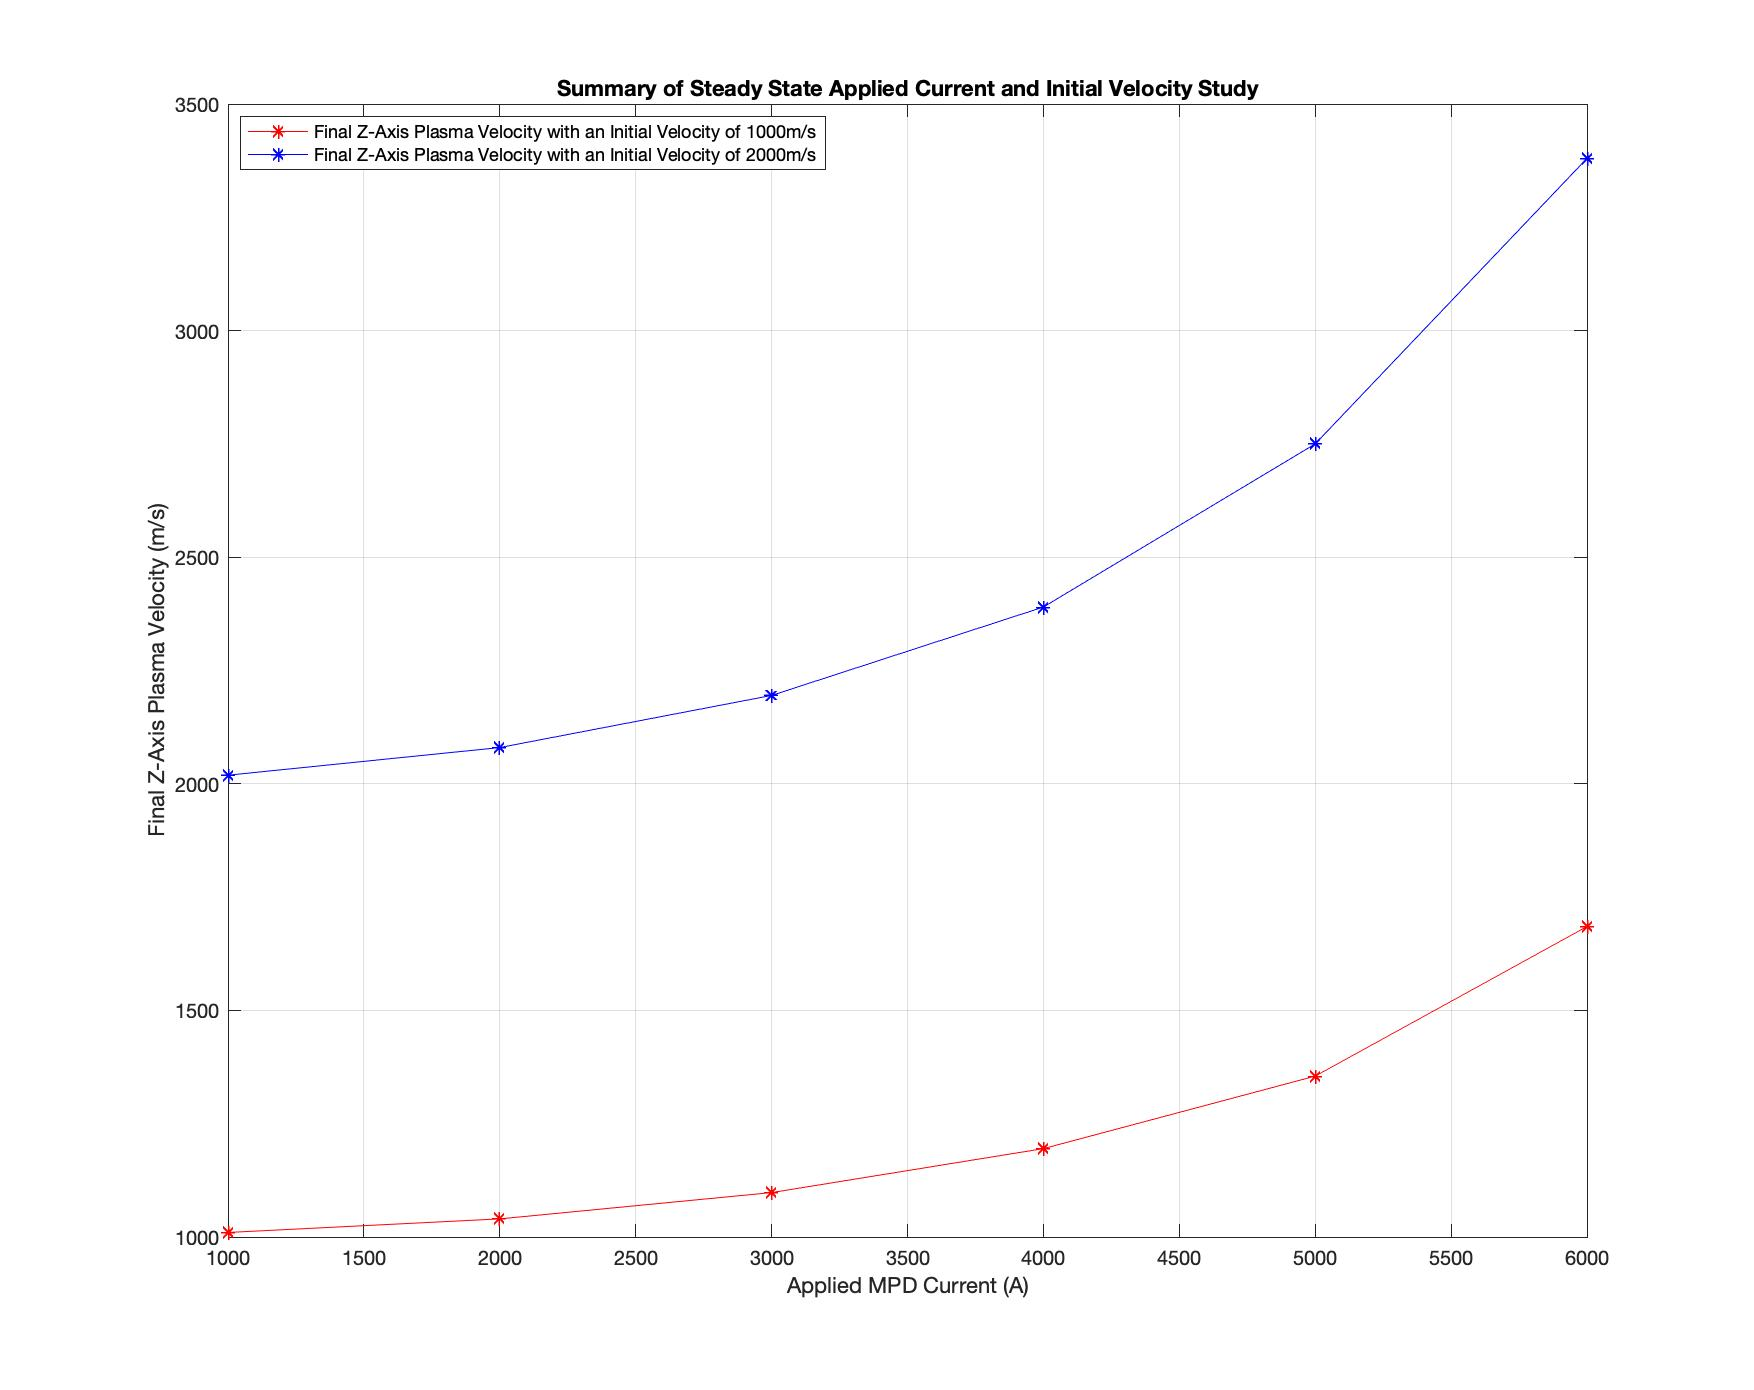 Summary of Steady State Applied Current and Initial Velocity Study
Final Z-Axis Plasma Velocity with an Initial Velocity of 1000m/s
Final Z-Axis Plasma Velocity with an Initial Velocity of 2000m/s
Final Z-Axis Plasma Velocity (m/s)
3500
3000
2500
2000
1500
1000
1000 1500 2000 2500 3000 3500 4000 4500 5000 5500 6000
Applied MPD Current (A)